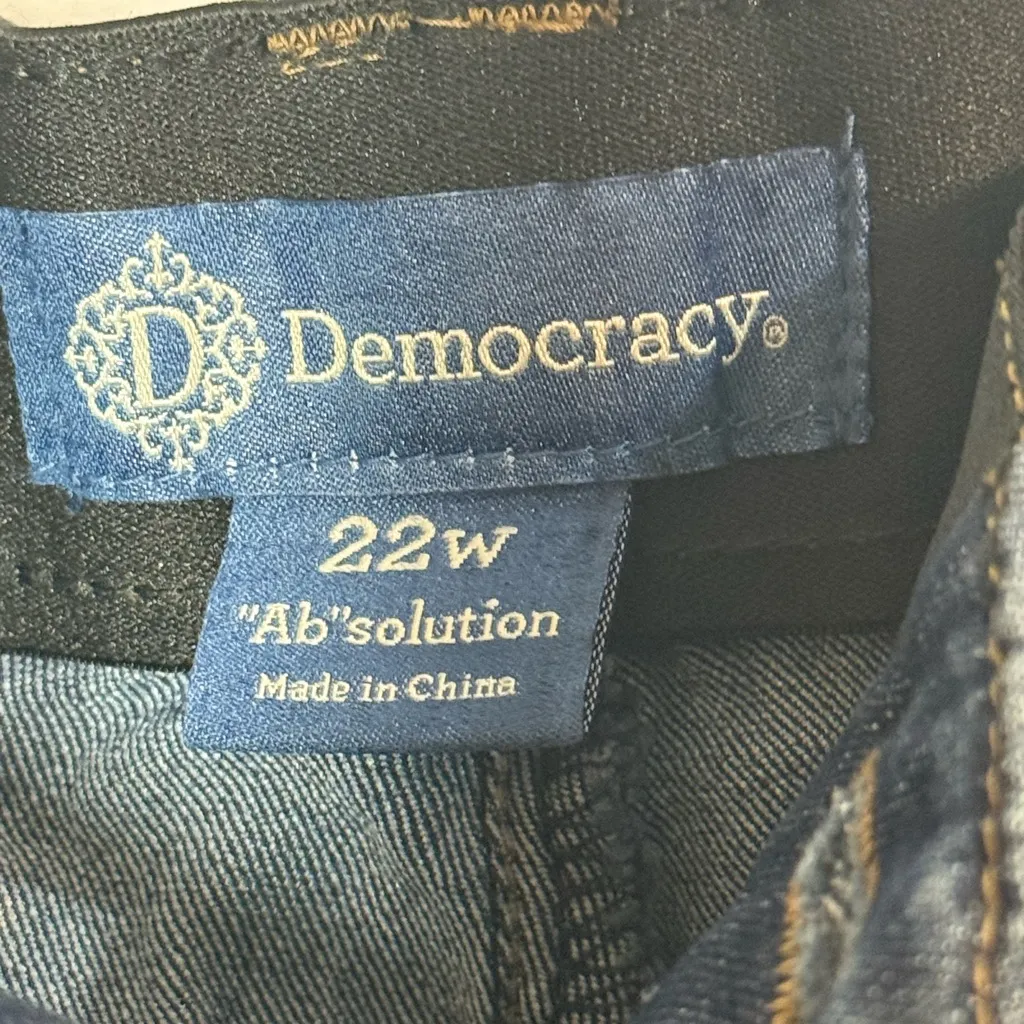 D Democracy®
22W
"Ab"solution
Made in China